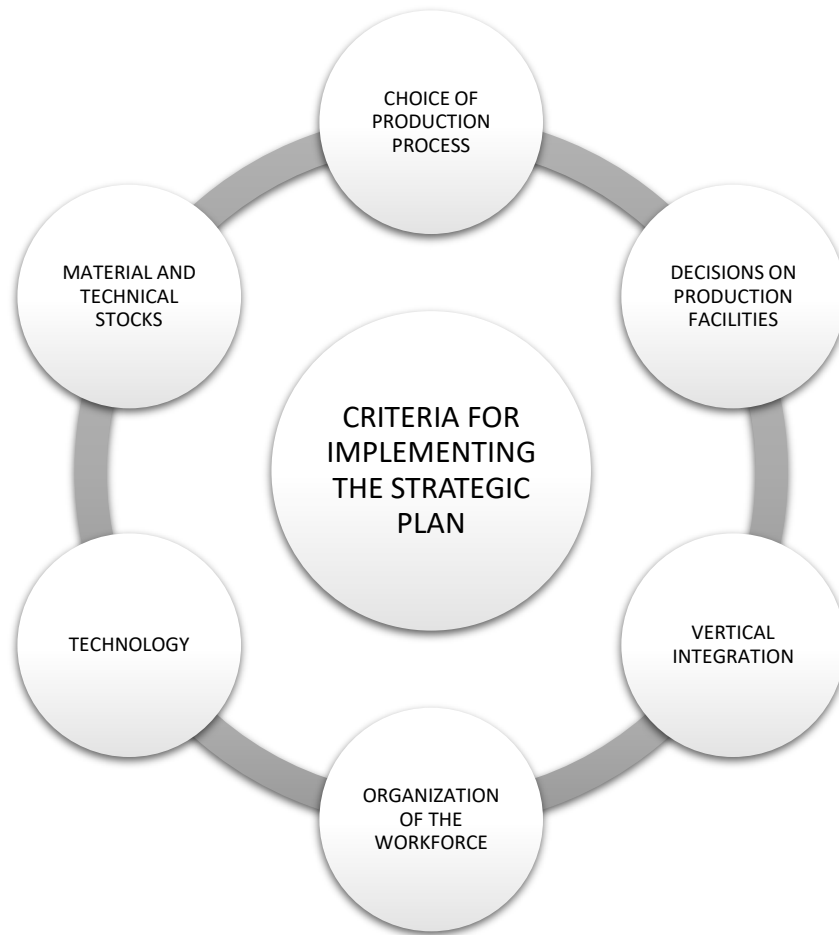 CHOICE OF
PRODUCTION
PROCESS
DECISIONS ON
PRODUCTION
FACILITIES
VERTICAL
INTEGRATION
ORGANIZATION
OF THE
WORKFORCE
TECHNOLOGY
MATERIAL AND
TECHNICAL
STOCKS
CRITERIA FOR
IMPLEMENTING
THE STRATEGIC
PLAN